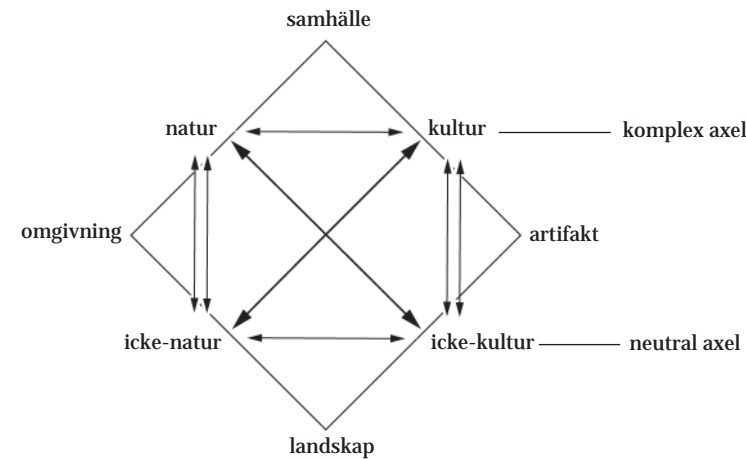 samhälle
natur
kultur
komplex axel
omgivning
artifakt
icke-natur
icke-kultur
neutral axel
landskap